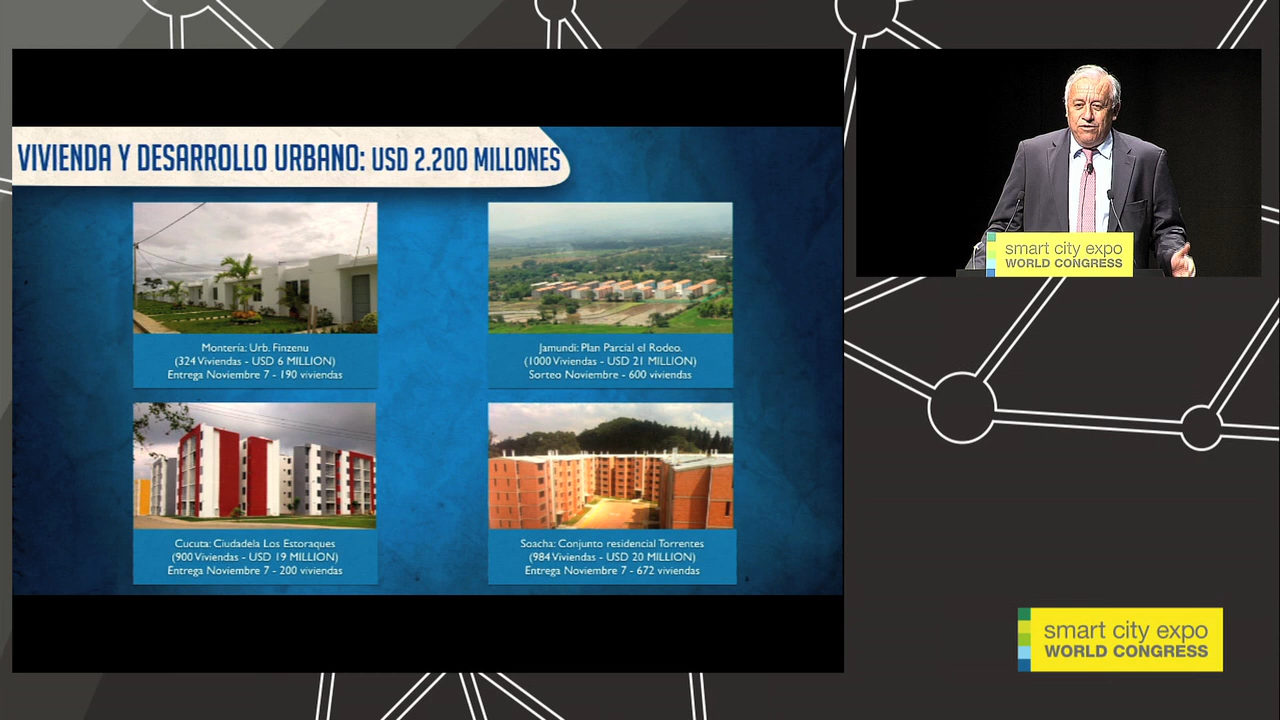 VIVIENDA Y DESARROLLO URBANO: USD 2.200 MILLONES
Montería: Urb. Finzenu
(324 Viviendas - USD 6 MILLION)
Entrega Noviembre 7 - 190 viviendas
Jamundi: Plan Parcial el Rodeo.
(1000 Viviendas - USD 21 MILLION)
Sorteo Noviembre - 600 viviendas
Cucuta: Ciudadela Los Estoraques
(900 Viviendas - USD 19 MILLION)
Entrega Noviembre 7 - 200 viviendas
Soacha: Conjunto residencial Torrentes
(984 Viviendas - USD 20 MILLION)
Entrega Noviembre 7 - 672 viviendas
smart city expo
WORLD CONGRESS
smart city expo
WORLD CONGRESS